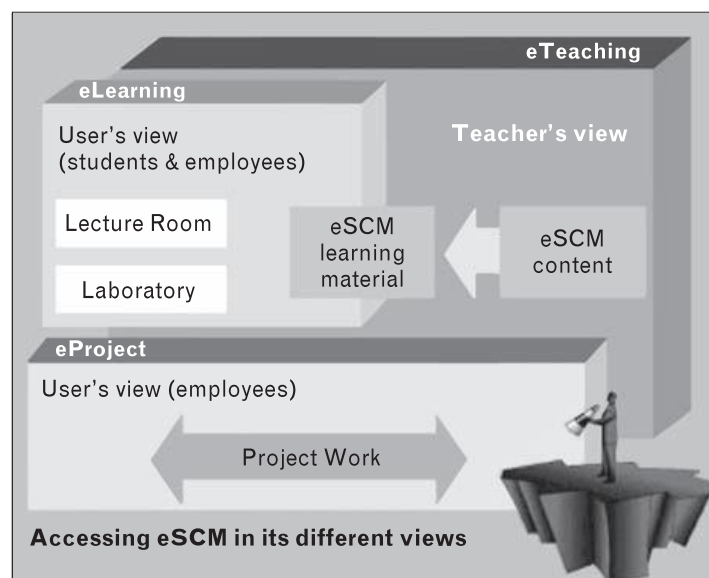 eTeaching
eLearning
Teacher's view
User's view
(students & employees)
Lecture Room
Laboratory
eSCM
learning
material
eSCM
content
eProject
User's view (employees)
Project Work
Accessing eSCM in its different views